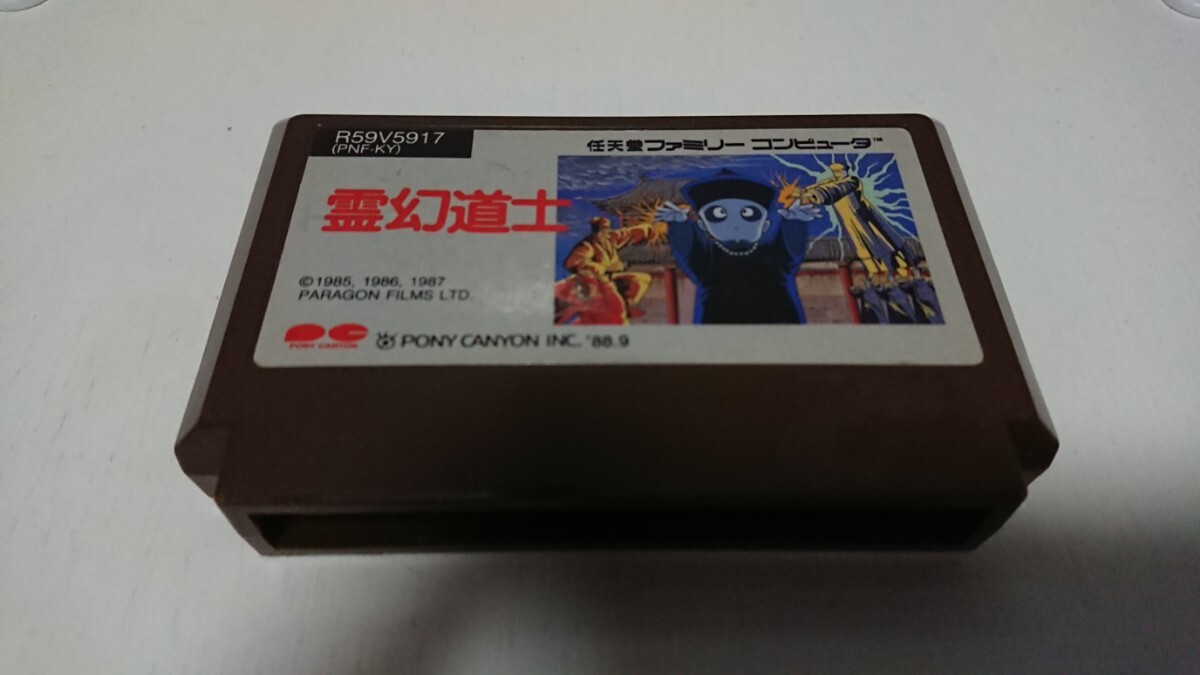 R59V5917
(PNF-KY)
任天堂ファミリー コンピュータ™
霊幻道士
©1985, 1986, 1987
PARAGON FILMS LTD.
PONY CANYON
PONY CANYON INC. '88.9